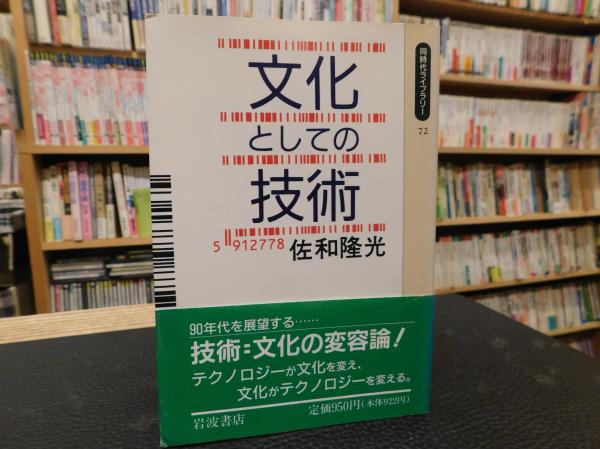 同時代ライブラリー
72
文化
としての
技術
5 912778
佐和隆光
90年代を展望する……
技術=文化の変容論!
テクノロジーが文化を変え、
文化がテクノロジーを変える。
岩波書店
定価950円(本体922円)